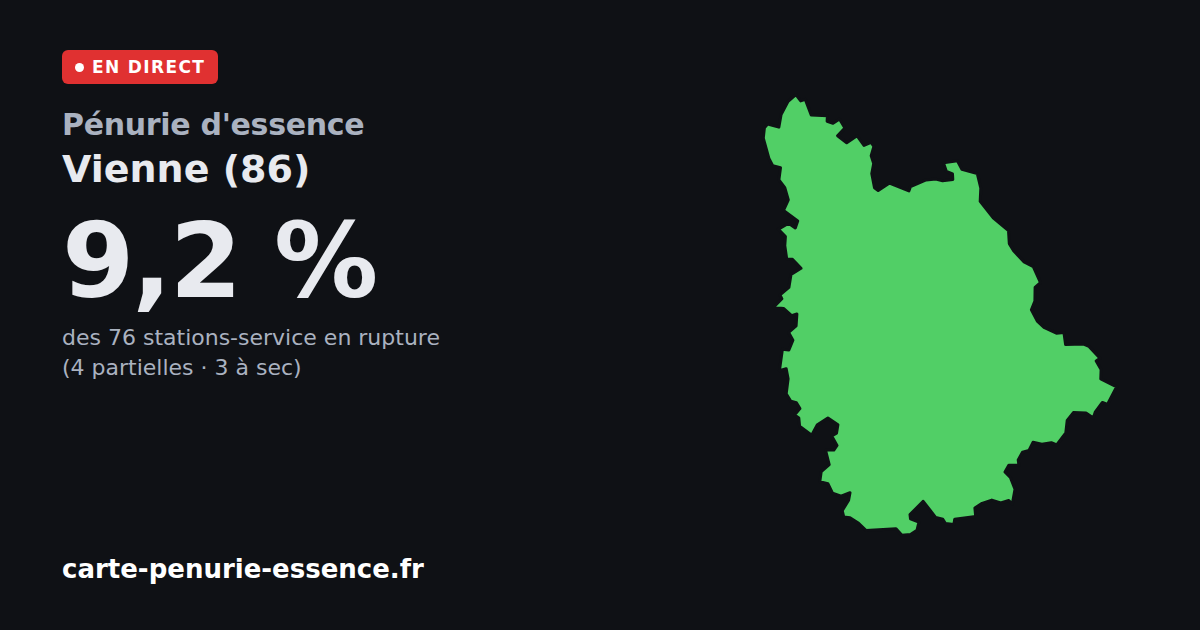 EN DIRECT
Pénurie d'essence
Vienne (86)
9,2 %
des 76 stations-service en rupture
(4 partielles · 3 à sec)
carte-penurie-essence.fr